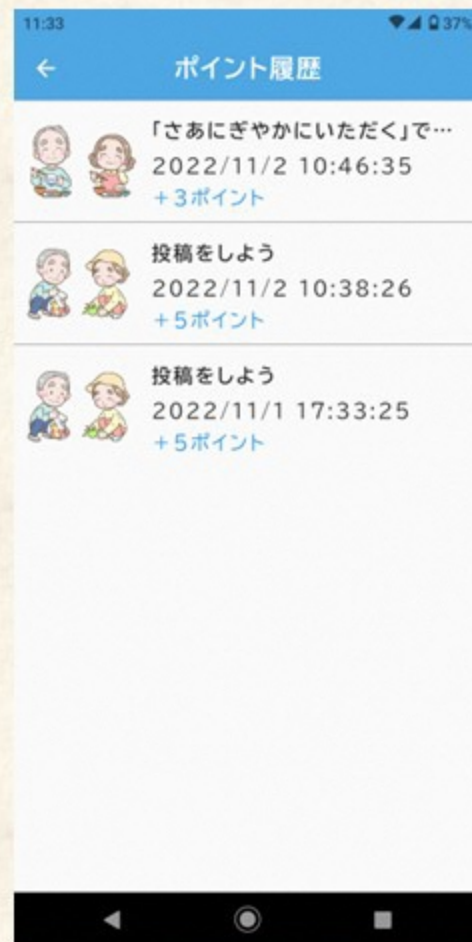 11:33
37%
ポイント履歴
「さあにぎやかにいただく」で…
2022/11/2 10:46:35
+3ポイント
投稿をしよう
2022/11/2 10:38:26
+5ポイント
投稿をしよう
2022/11/1 17:33:25
+5ポイント